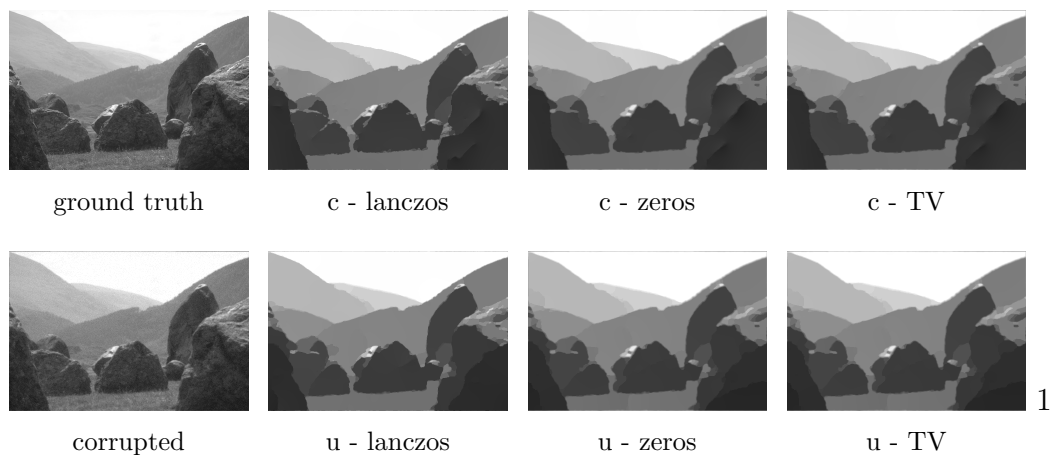 ground truth
c - lanczos
c - zeros
c - TV
1
corrupted
u - lanczos
u - zeros
u - TV